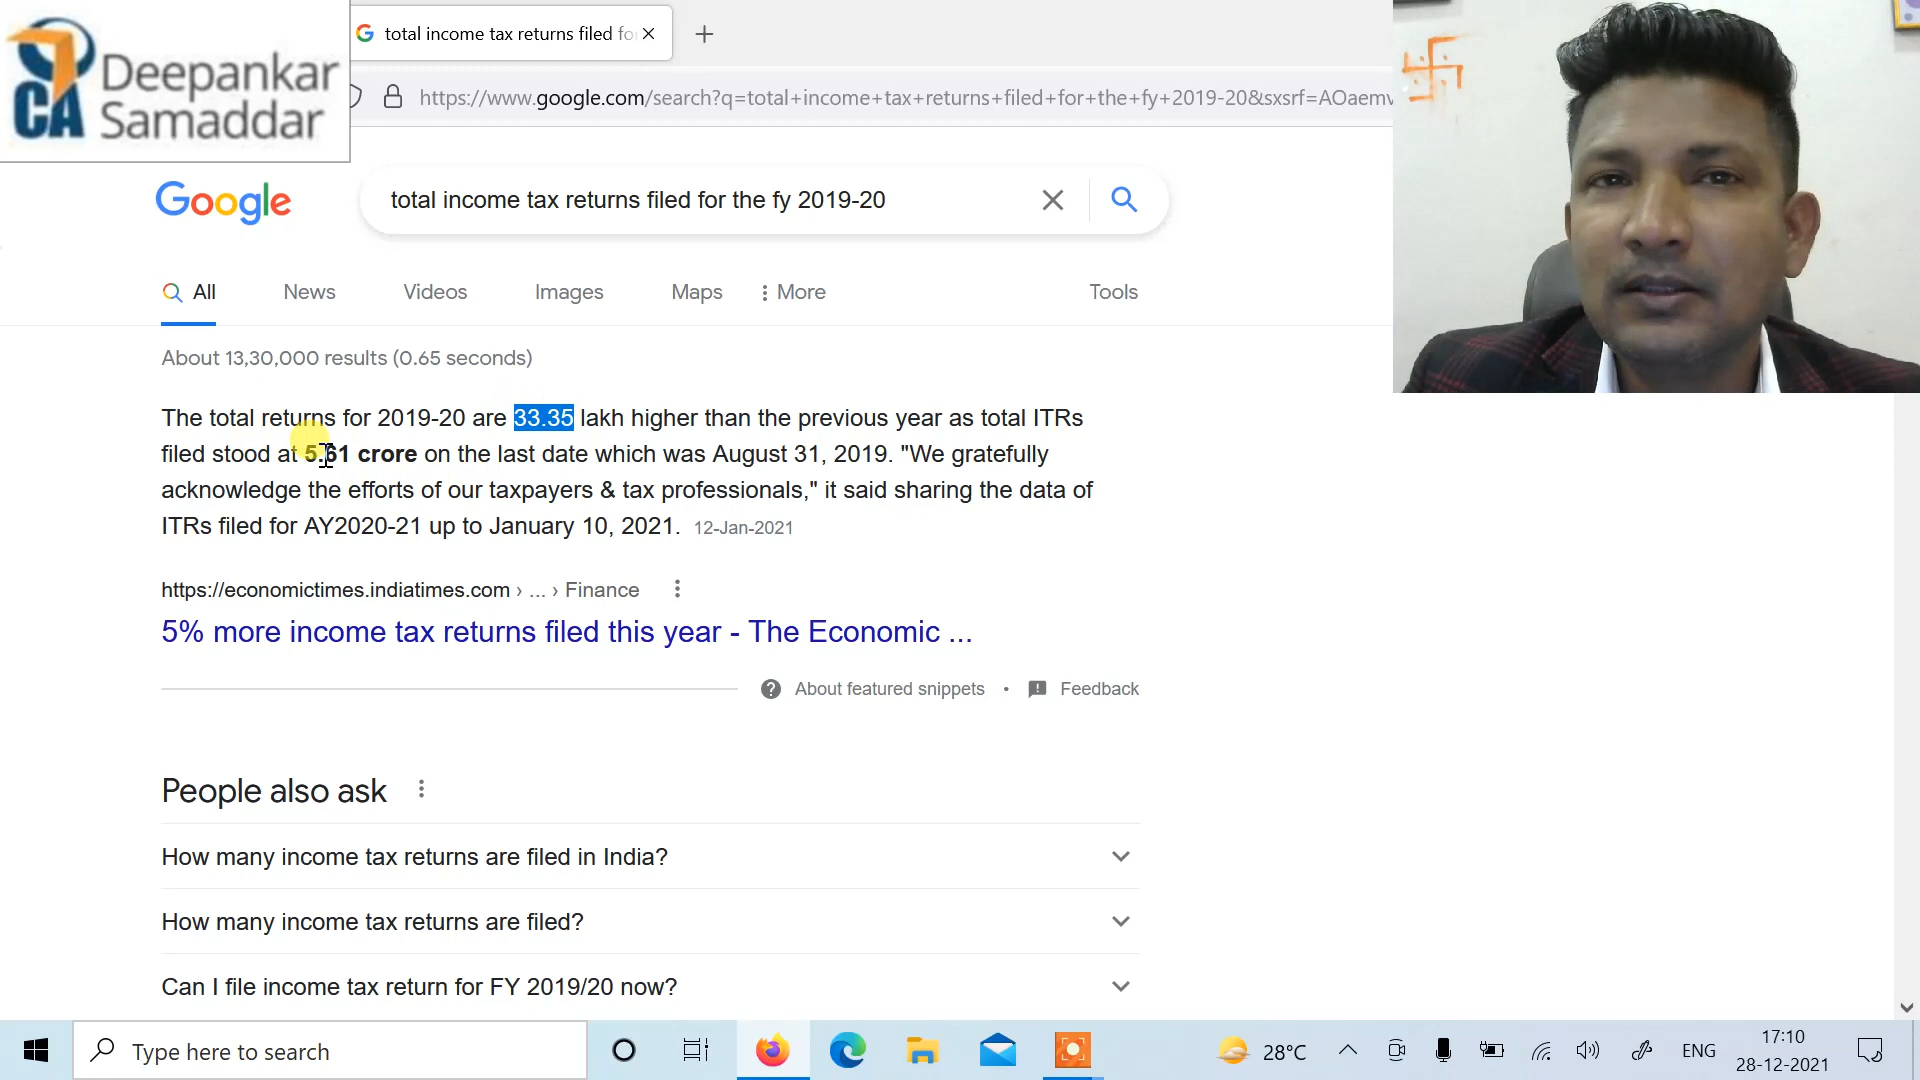 CA
Deepankar
Samaddar
total income tax returns filed fo
https://www.google.com/search?q=total+income+tax+returns+filed+for+the+fy+2019-20&sxsrf=AOaemv
Google
total income tax returns filed for the fy 2019-20
All
News
Videos
Images
Maps
More
Tools
About 13,30,000 results (0.65 seconds)
The total returns for 2019-20 are 33.35 lakh higher than the previous year as total ITRs
filed stood at 5.61 crore on the last date which was August 31, 2019. "We gratefully
acknowledge the efforts of our taxpayers & tax professionals," it said sharing the data of
ITRs filed for AY2020-21 up to January 10, 2021. 12-Jan-2021
https://economictimes.indiatimes.com › ... › Finance
5% more income tax returns filed this year - The Economic ...
About featured snippets • Feedback
People also ask
How many income tax returns are filed in India?
How many income tax returns are filed?
Can I file income tax return for FY 2019/20 now?
Type here to search
28°C
ENG
17:10
28-12-2021